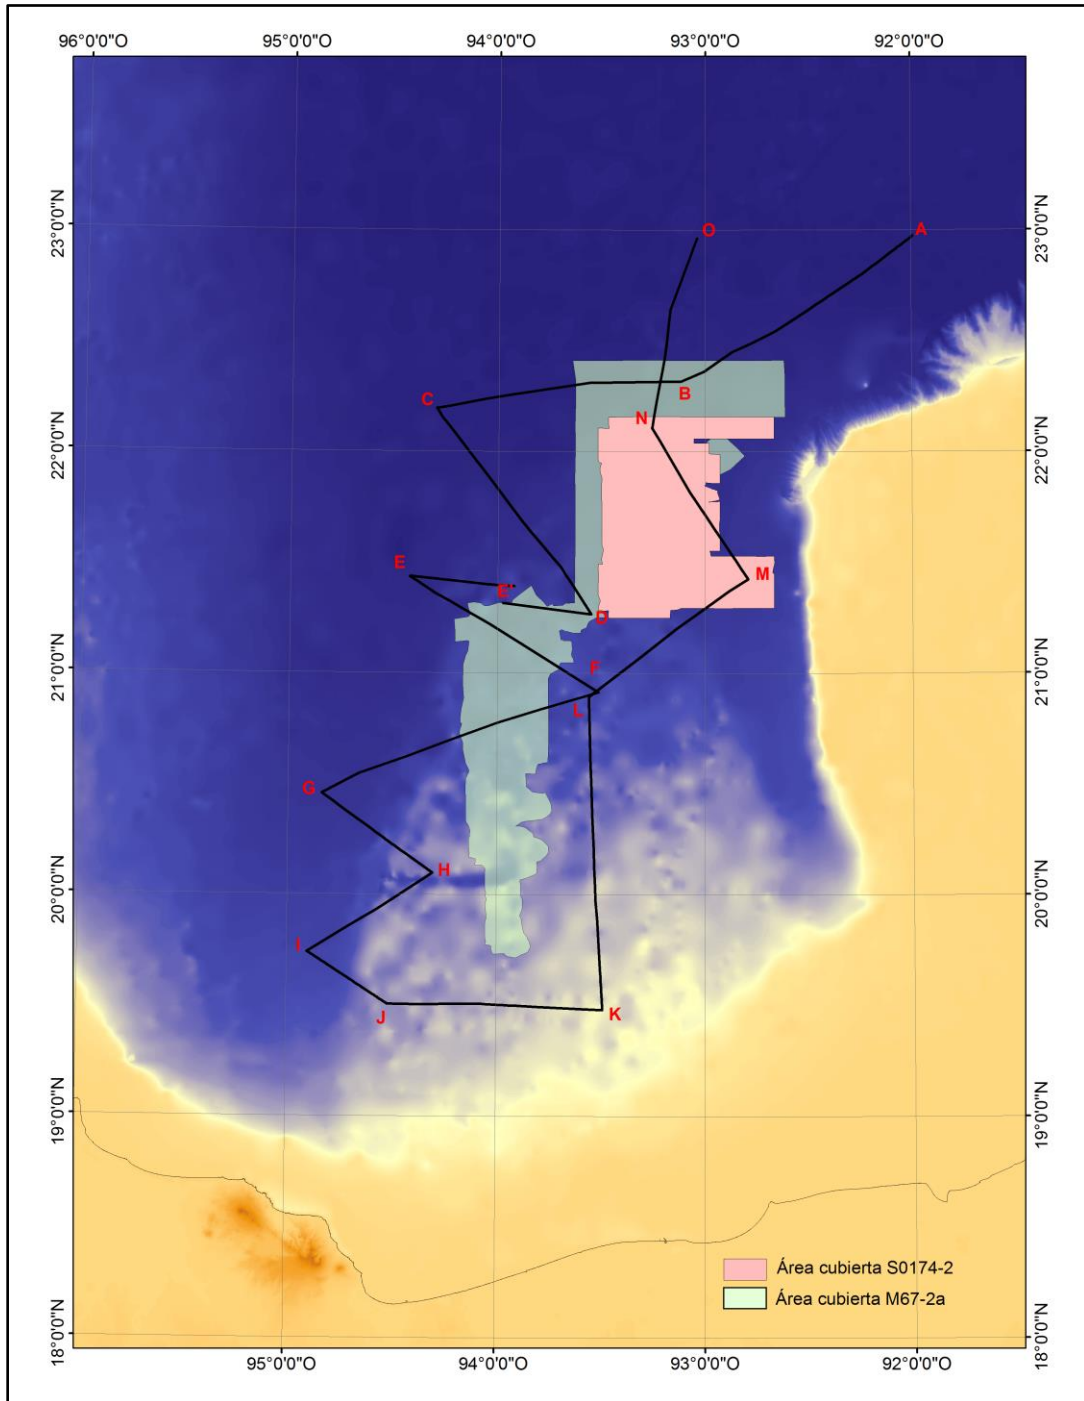 96°0'0"O 95°0'0"O 94°0'0"O 93°0'0"O 92°0'0"O
23°0'0"N 23°0'0"N
O A
C B
N
22°0'0"N 22°0'0"N
E M
E'
D
21°0'0"N F 21°0'0"N
L
G
H
20°0'0"N 20°0'0"N
I
J K
19°0'0"N 19°0'0"N
Área cubierta S0174-2
Área cubierta M67-2a
18°0'0"N 18°0'0"N
95°0'0"O 94°0'0"O 93°0'0"O 92°0'0"O